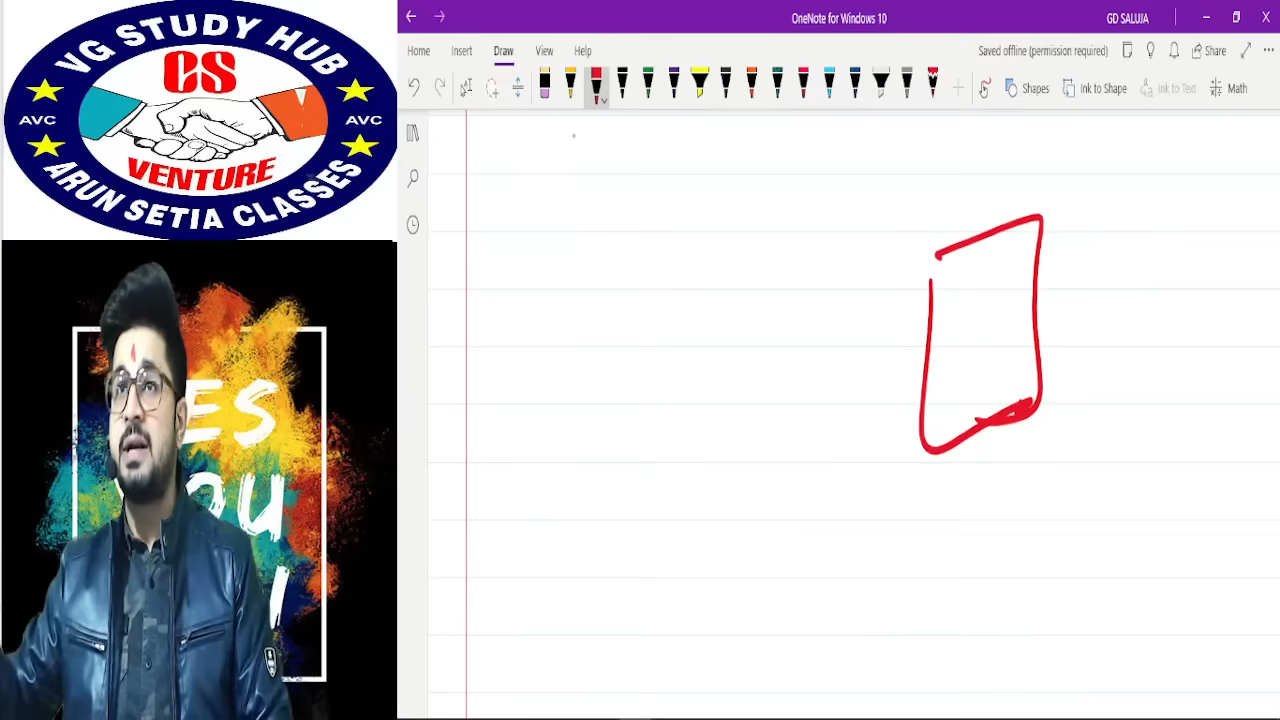 VG STUDY HUB
CS
AVC
AVC
VENTURE
ARUN SETIA CLASSES
OneNote for Windows 10
GD SALUJA
Home
Insert
Draw
View
Help
Saved offline (permission required)
Share
Shapes
Ink to Shape
Ink to Text
Math
ES